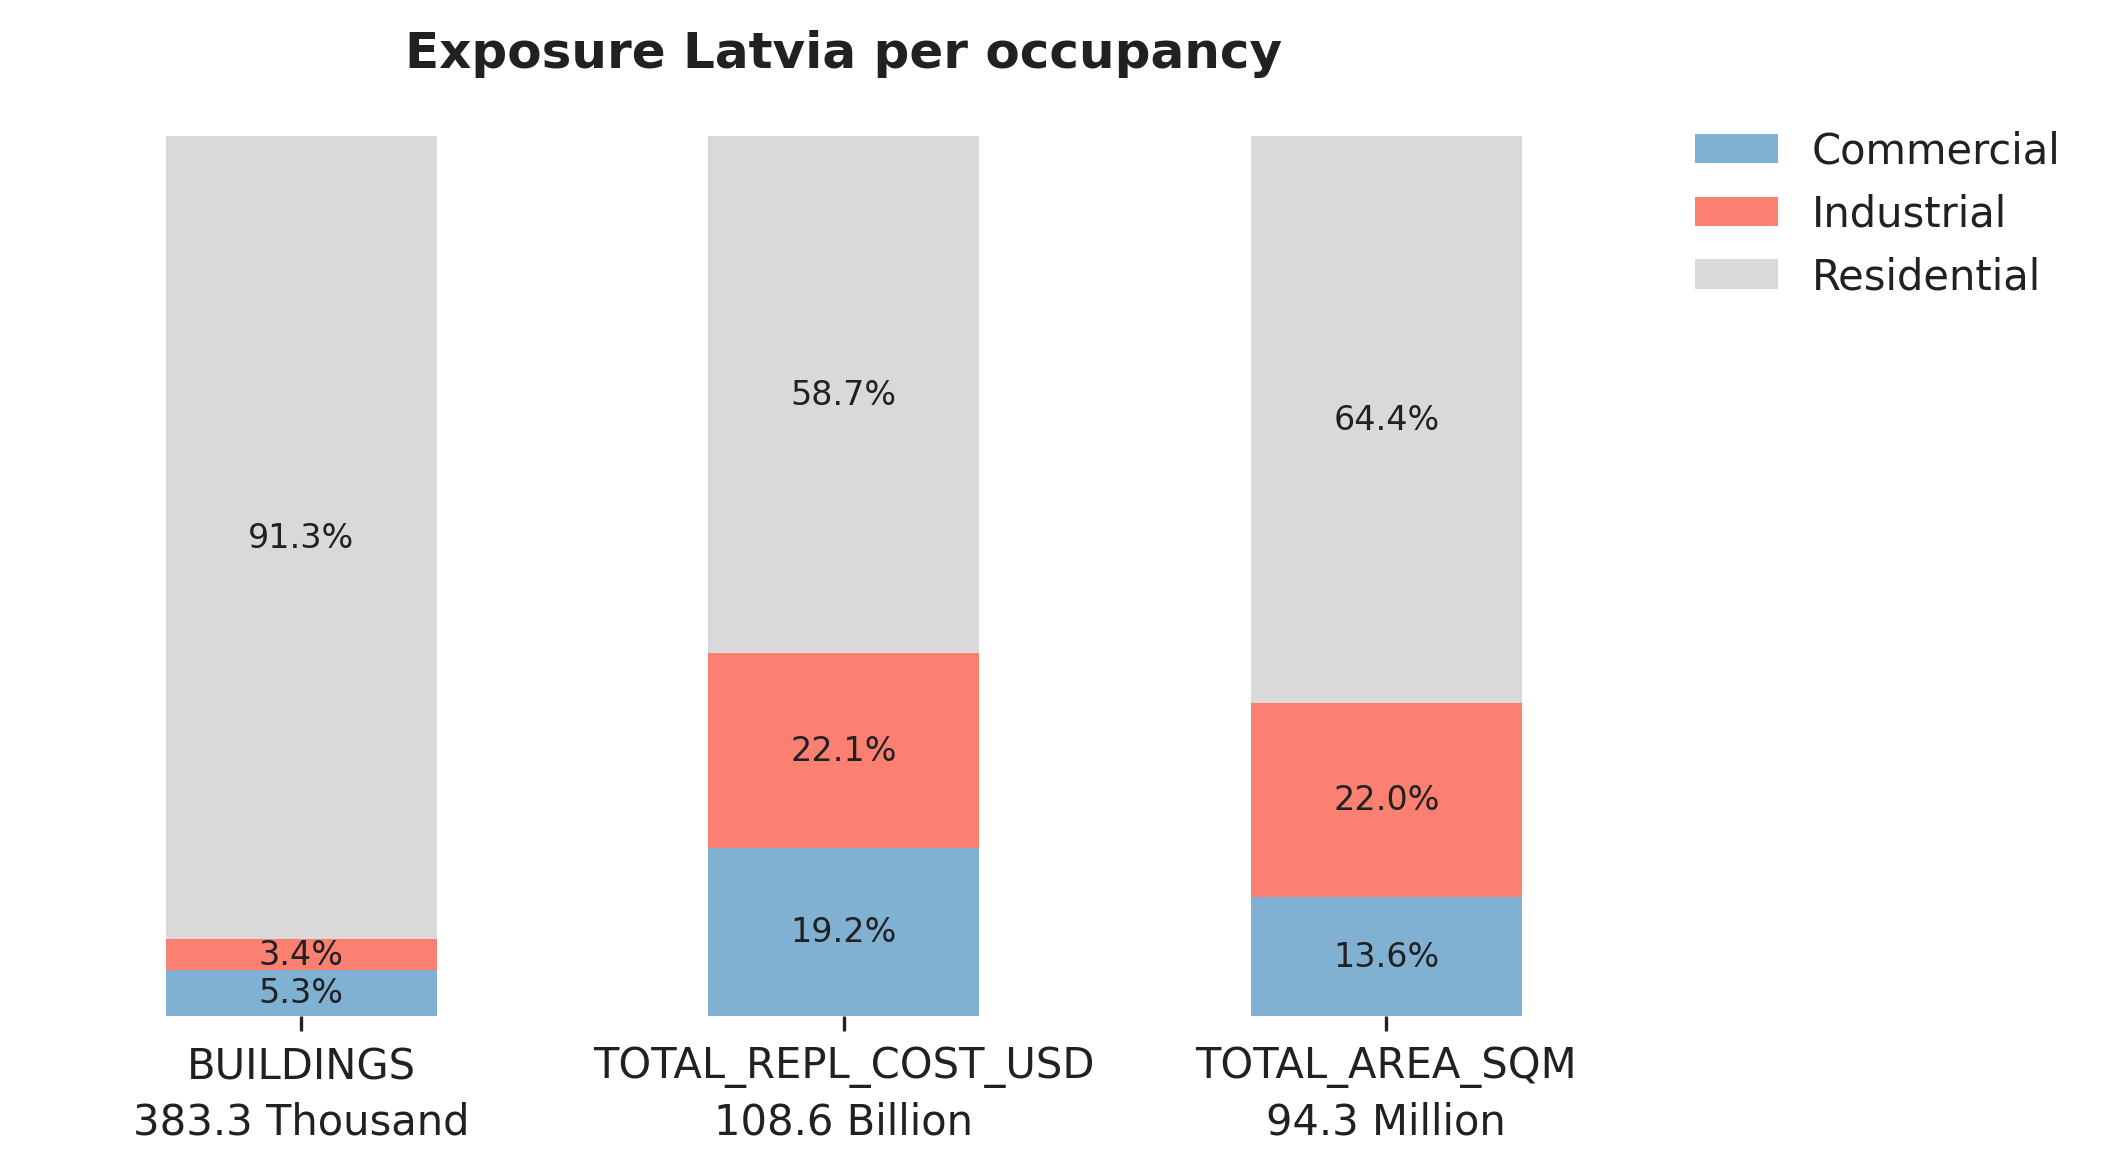 Exposure Latvia per occupancy
Commercial
Industrial
Residential
91.3%
3.4%
5.3%
58.7%
22.1%
19.2%
64.4%
22.0%
13.6%
BUILDINGS
383.3 Thousand
TOTAL_REPL_COST_USD
108.6 Billion
TOTAL_AREA_SQM
94.3 Million